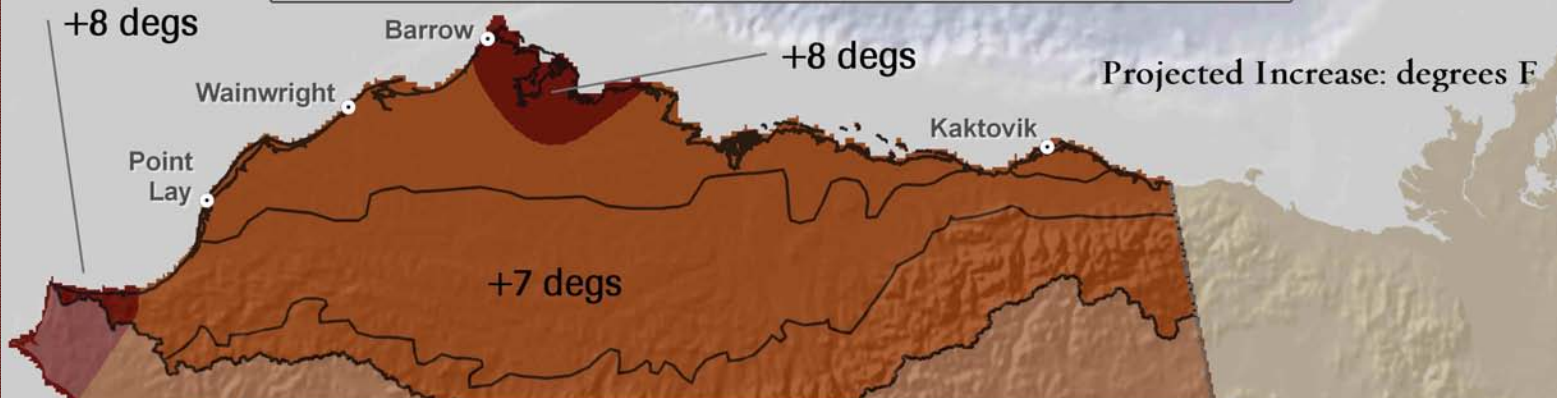 +8 degs
Barrow
+8 degs
Projected Increase: degrees F
Wainwright
Kaktovik
Point
Lay
+7 degs